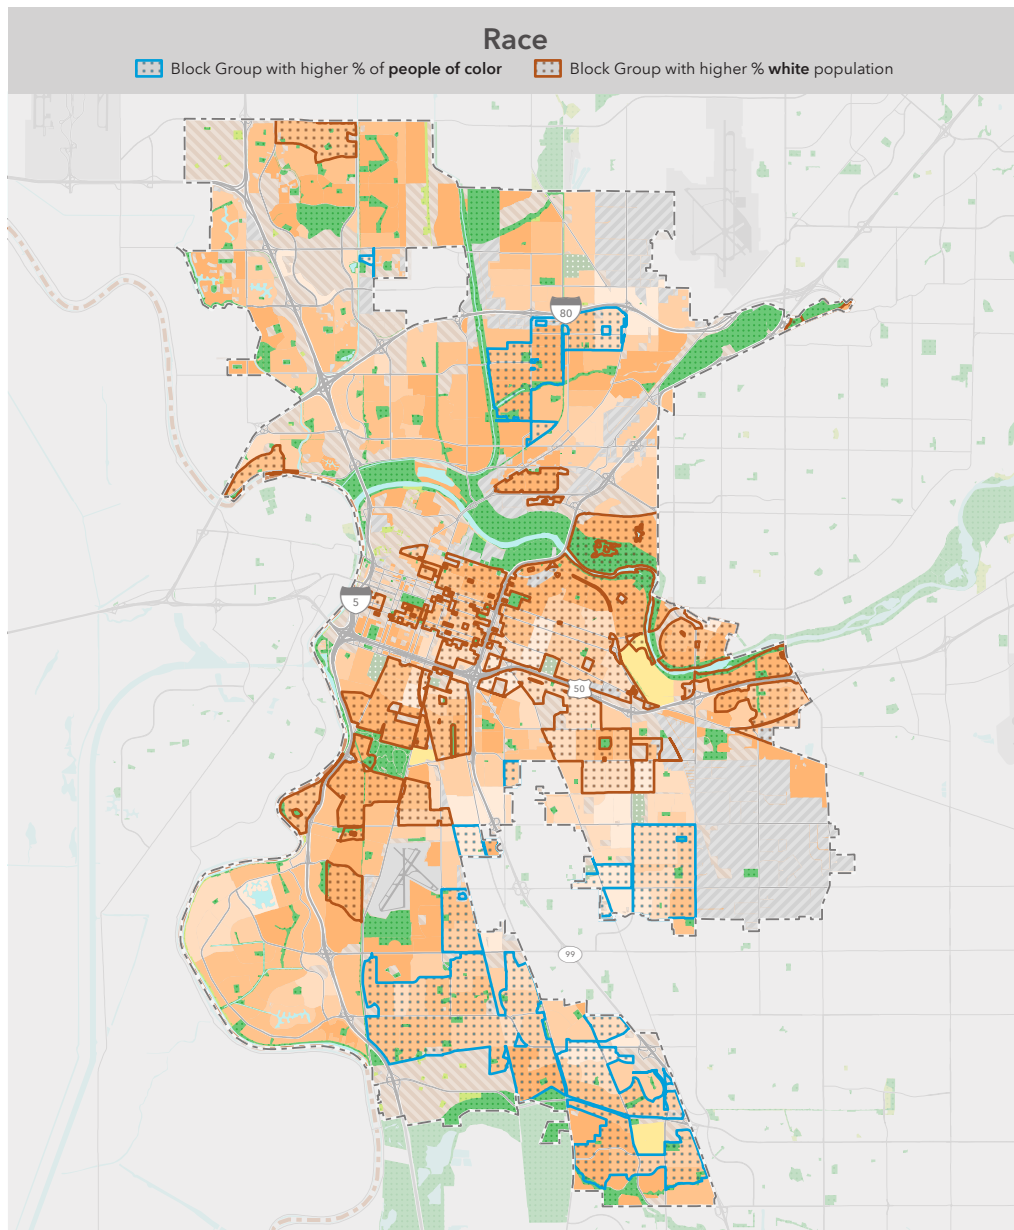 Race
Block Group with higher % of people of color
Block Group with higher % white population
80
5
50
99